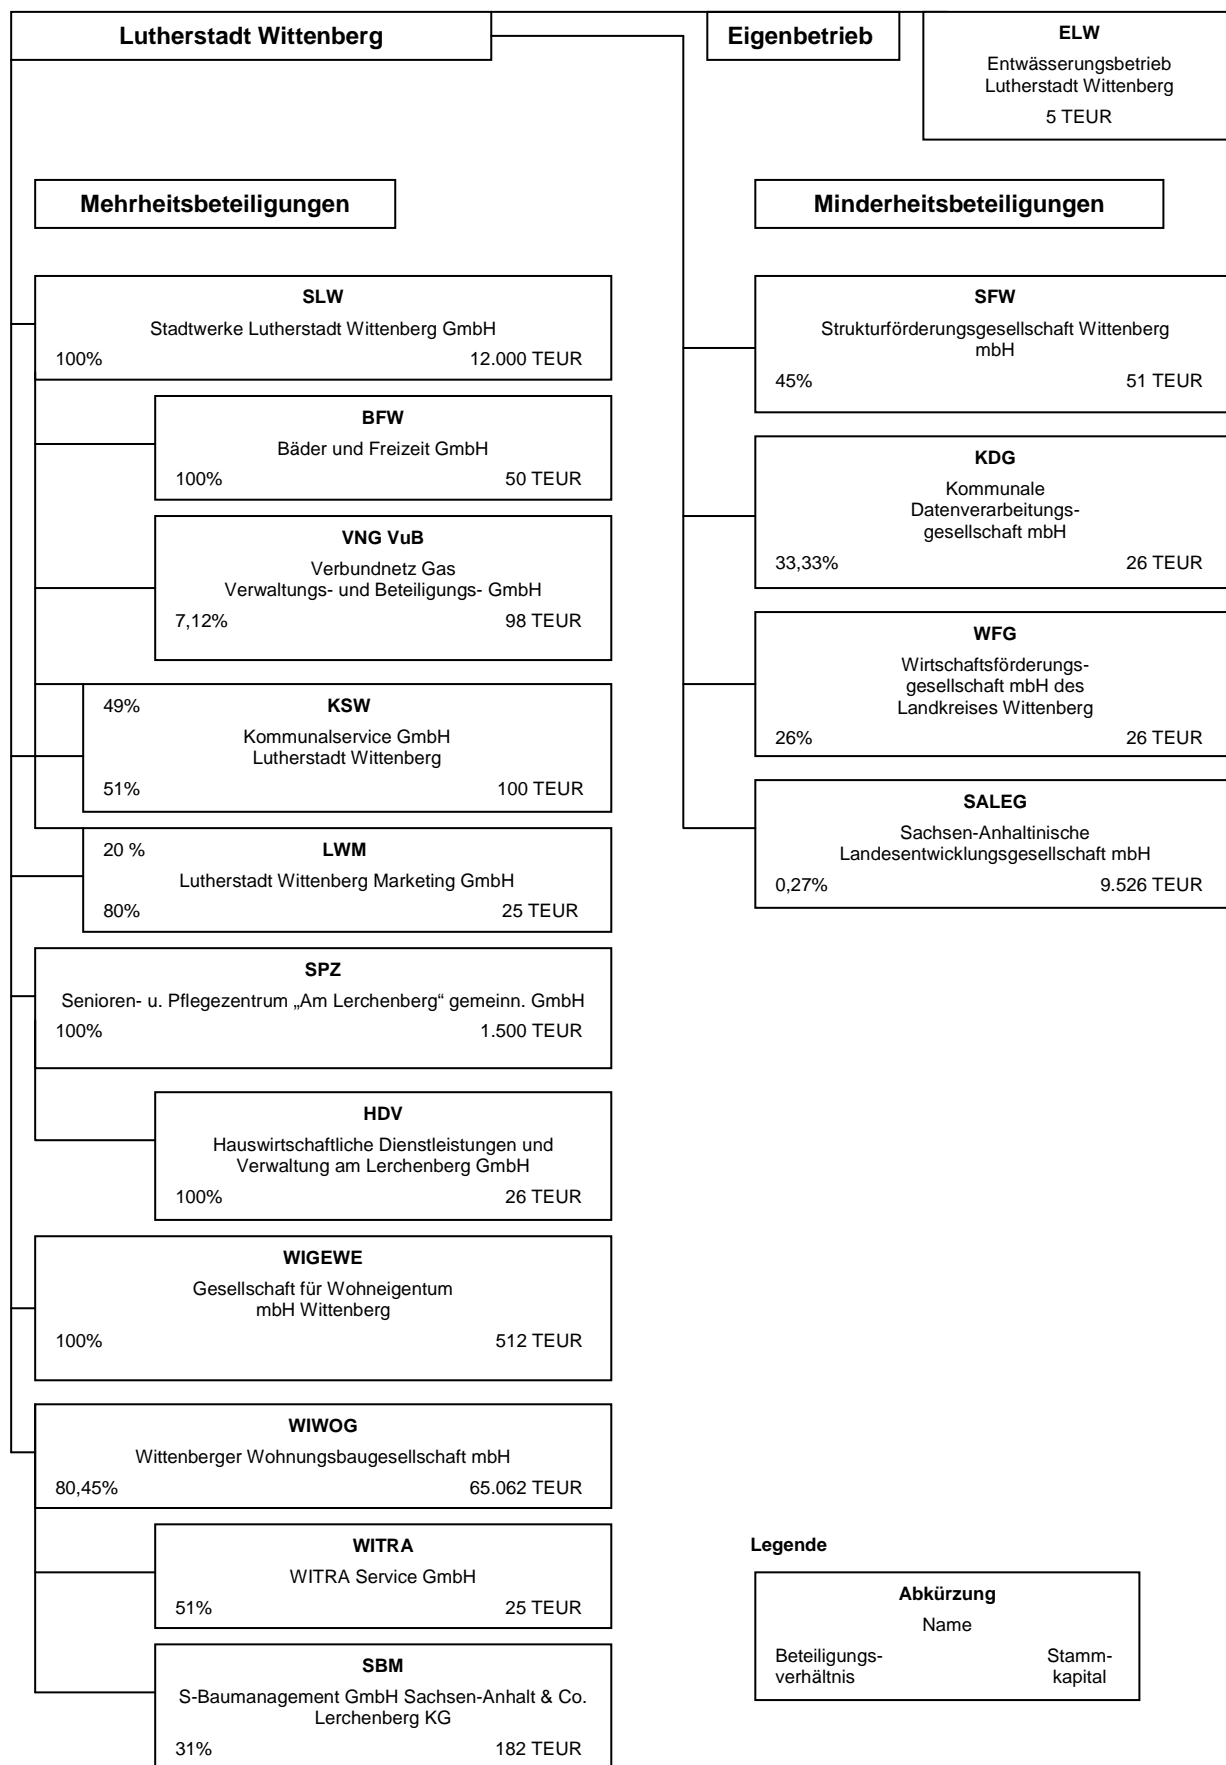 Lutherstadt Wittenberg
Eigenbetrieb
ELW
Entwässerungsbetrieb
Lutherstadt Wittenberg
5 TEUR
Mehrheitsbeteiligungen
SLW
Stadtwerke Lutherstadt Wittenberg GmbH
100% 12.000 TEUR
BFW
Bäder und Freizeit GmbH
100% 50 TEUR
VNG VuB
Verbundnetz Gas
Verwaltungs- und Beteiligungs- GmbH
7,12% 98 TEUR
49% KSW
Kommunalservice GmbH
Lutherstadt Wittenberg
51% 100 TEUR
20 % LWM
Lutherstadt Wittenberg Marketing GmbH
80% 25 TEUR
SPZ
Senioren- u. Pflegezentrum „Am Lerchenberg“ gemeinn. GmbH
100% 1.500 TEUR
HDV
Hauswirtschaftliche Dienstleistungen und
Verwaltung am Lerchenberg GmbH
100% 26 TEUR
WIGEWE
Gesellschaft für Wohneigentum
mbH Wittenberg
100% 512 TEUR
WIWOG
Wittenberger Wohnungsbaugesellschaft mbH
80,45% 65.062 TEUR
WITRA
WITRA Service GmbH
51% 25 TEUR
SBM
S-Baumanagement GmbH Sachsen-Anhalt & Co.
Lerchenberg KG
31% 182 TEUR
Minderheitsbeteiligungen
SFW
Strukturförderungsgesellschaft Wittenberg
mbH
45% 51 TEUR
KDG
Kommunale
Datenverarbeitungs-
gesellschaft mbH
33,33% 26 TEUR
WFG
Wirtschaftsförderungs-
gesellschaft mbH des
Landkreises Wittenberg
26% 26 TEUR
SALEG
Sachsen-Anhaltinische
Landesentwicklungsgesellschaft mbH
0,27% 9.526 TEUR
Legende
Abkürzung
Name
Beteiligungs- Stamm-
verhältnis kapital